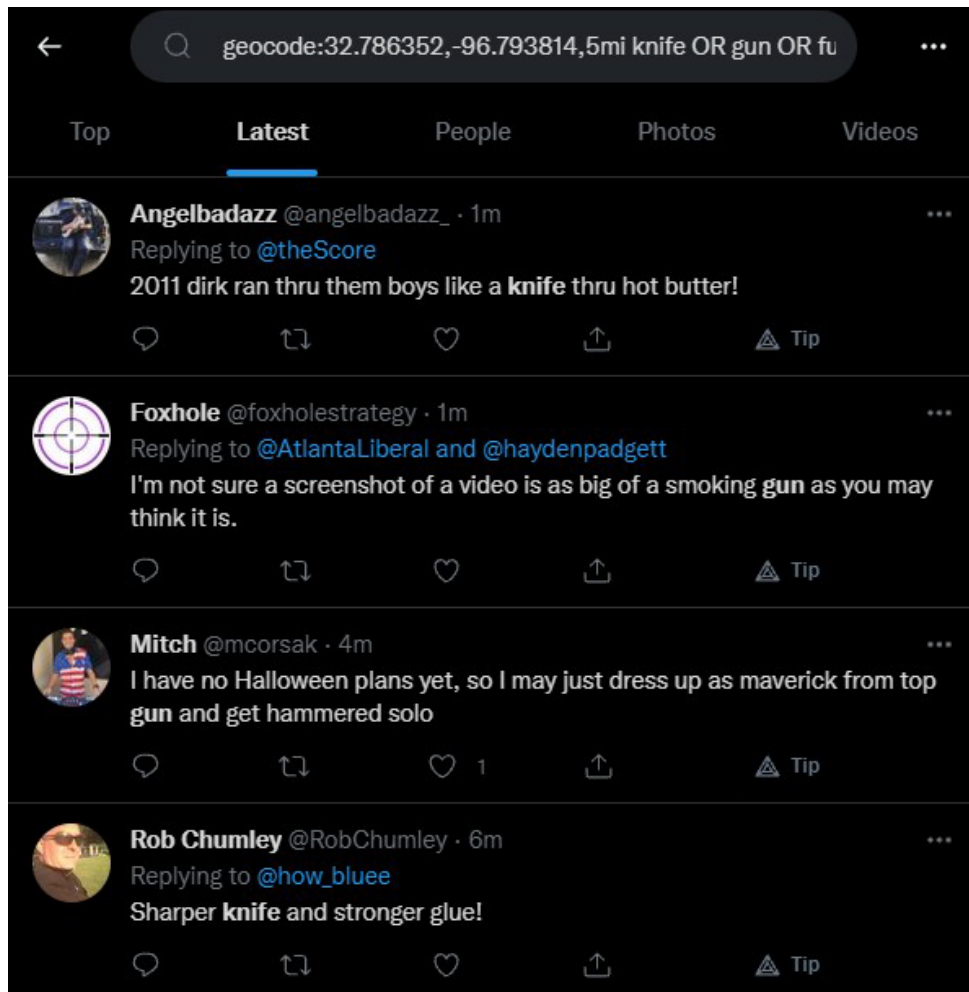 geocode:32.786352,-96.793814,5mi knife OR gun OR fu
Top Latest People Photos Videos
Angelbadazz @angelbadazz_ · 1m
Replying to @theScore
2011 dirk ran thru them boys like a knife thru hot butter!
Tip
Foxhole @foxholestrategy · 1m
Replying to @AtlantaLiberal and @haydenpadgett
I'm not sure a screenshot of a video is as big of a smoking gun as you may
think it is.
Tip
Mitch @mcorsak · 4m
I have no Halloween plans yet, so I may just dress up as maverick from top
gun and get hammered solo
1 Tip
Rob Chumley @RobChumley · 6m
Replying to @how_bluee
Sharper knife and stronger glue!
Tip